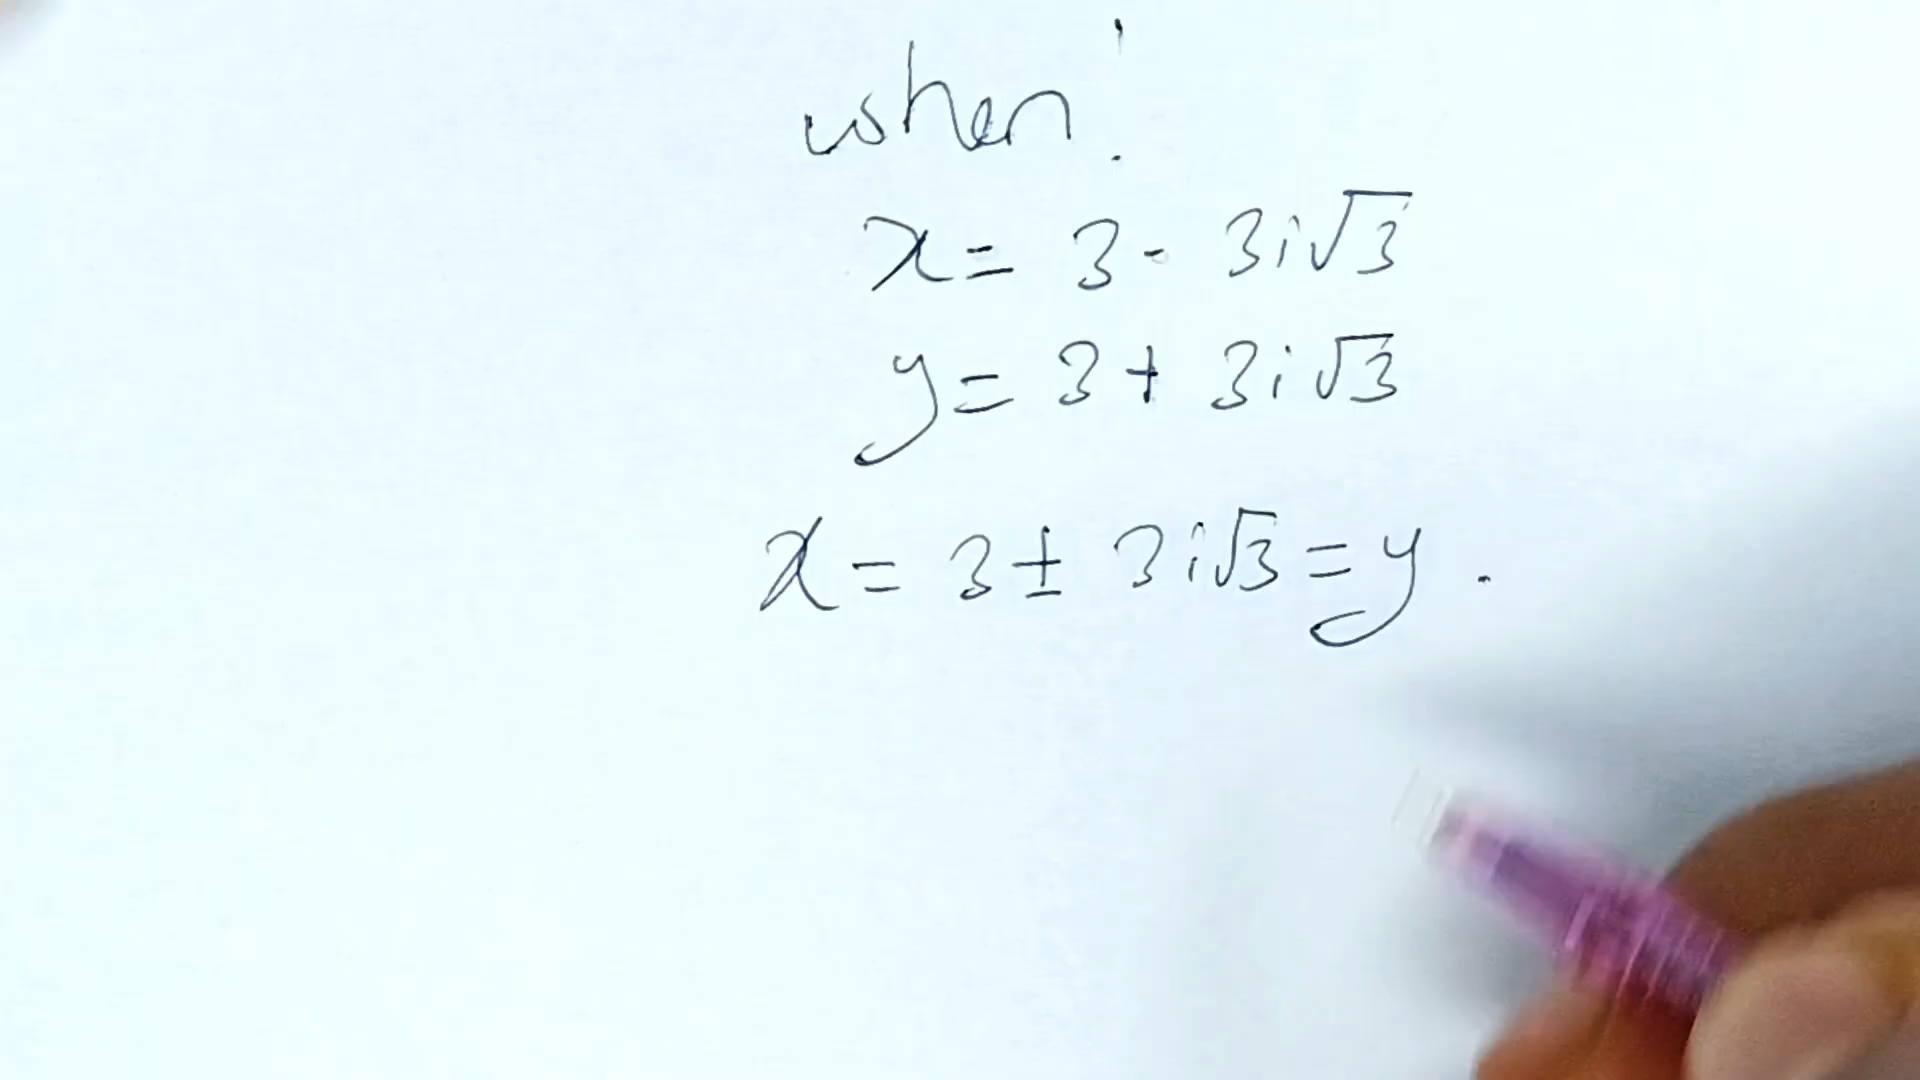 when:
x = 3 - 3i√3
y = 3 + 3i√3
x = 3 ± 3i√3 = y .